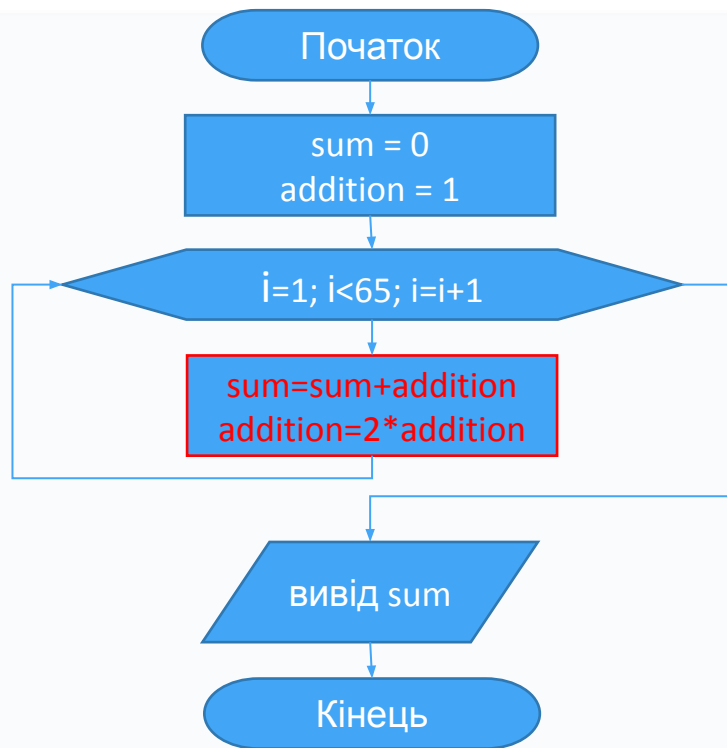 Початок
sum = 0
addition = 1
i=1; i<65; i=i+1
sum=sum+addition
addition=2*addition
вивід sum
Кінець